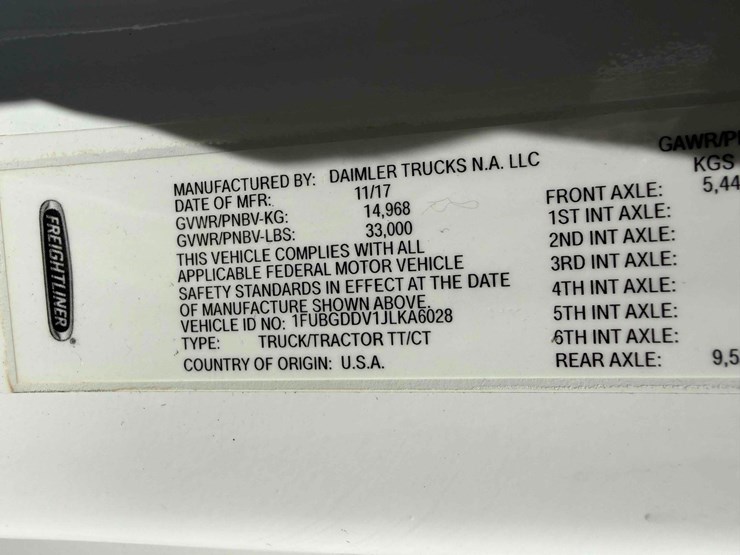 FREIGHTLINER
MANUFACTURED BY: DAIMLER TRUCKS N.A. LLC
DATE OF MFR: 11/17
GVWR/PNBV-KG: 14,968
GVWR/PNBV-LBS: 33,000
THIS VEHICLE COMPLIES WITH ALL
APPLICABLE FEDERAL MOTOR VEHICLE
SAFETY STANDARDS IN EFFECT AT THE DATE
OF MANUFACTURE SHOWN ABOVE.
VEHICLE ID NO: 1FUBGDDV1JLKA6028
TYPE: TRUCK/TRACTOR TT/CT
COUNTRY OF ORIGIN: U.S.A.
GAWR/P
KGS
FRONT AXLE: 5,44
1ST INT AXLE:
2ND INT AXLE:
3RD INT AXLE:
4TH INT AXLE:
5TH INT AXLE:
6TH INT AXLE:
REAR AXLE: 9,5